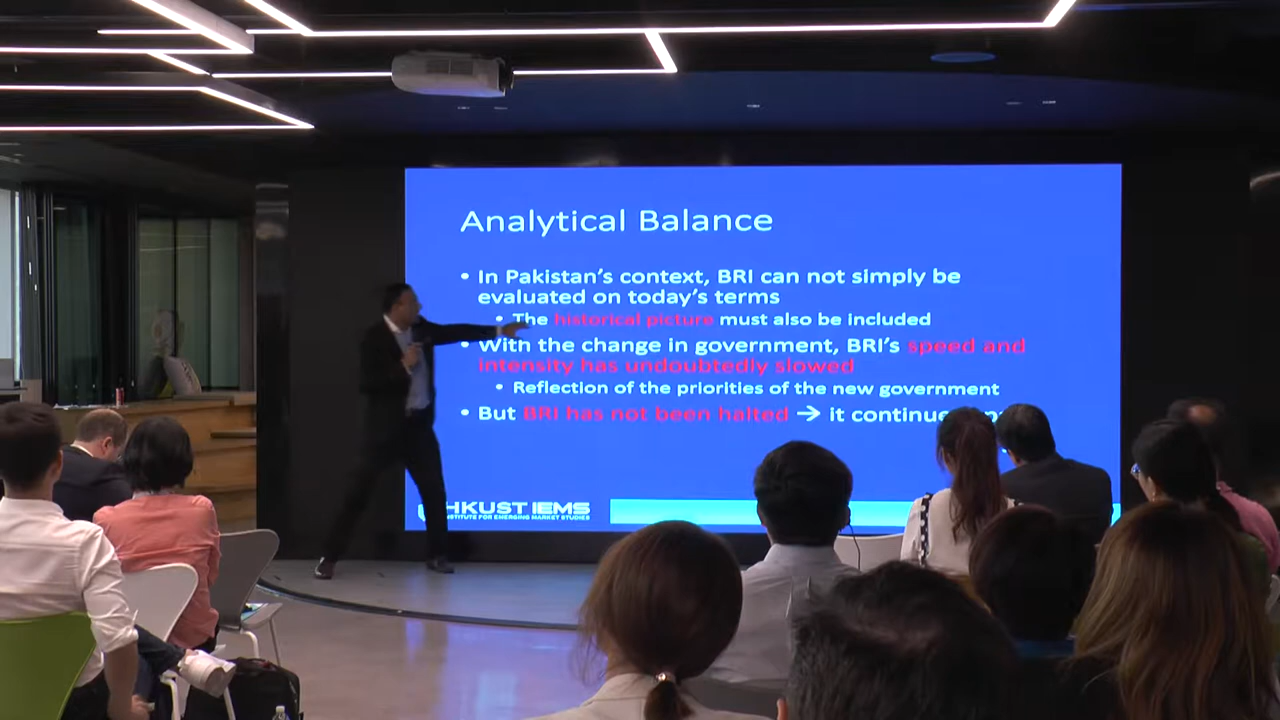 Analytical Balance
• In Pakistan's context, BRI can not simply be
evaluated on today's terms
• The historical picture must also be included
• With the change in government, BRI's speed and
intensity has undoubtedly slowed
• Reflection of the priorities of the new government
• But BRI has not been halted → it continue
HKUST IEMS
INSTITUTE FOR EMERGING MARKET STUDIES